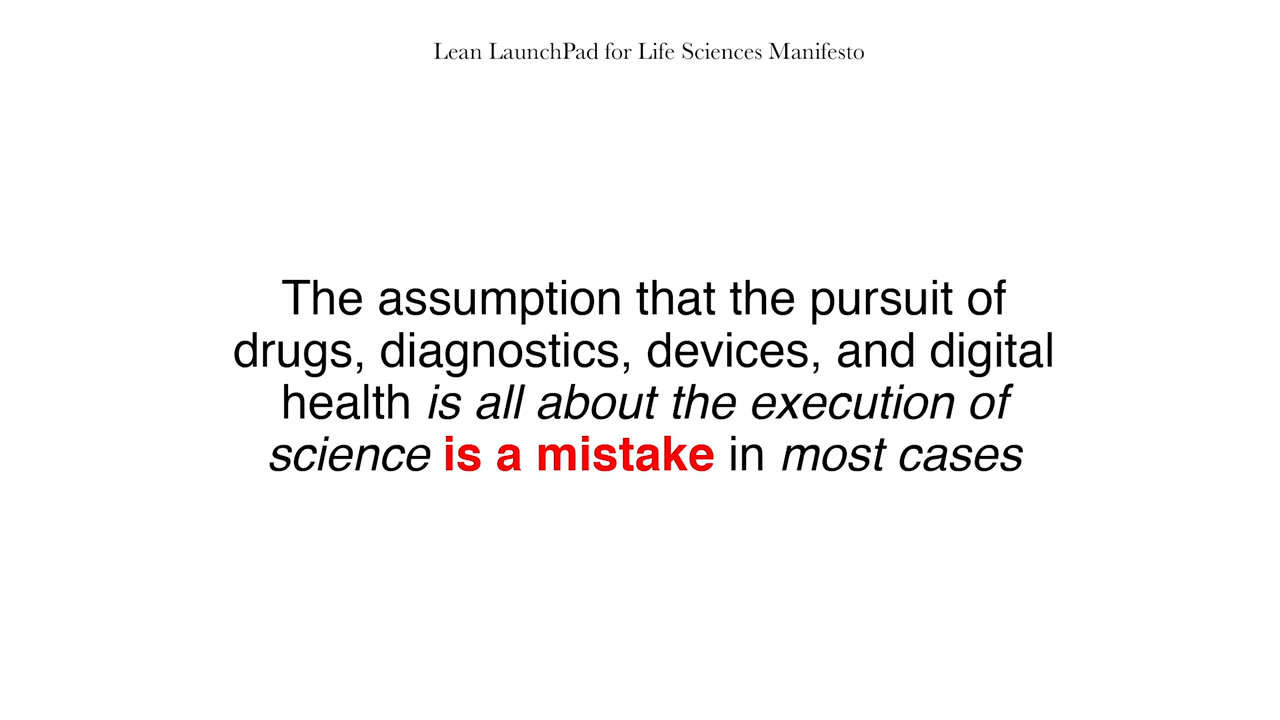 Lean LaunchPad for Life Sciences Manifesto
The assumption that the pursuit of
drugs, diagnostics, devices, and digital
health is all about the execution of
science is a mistake in most cases